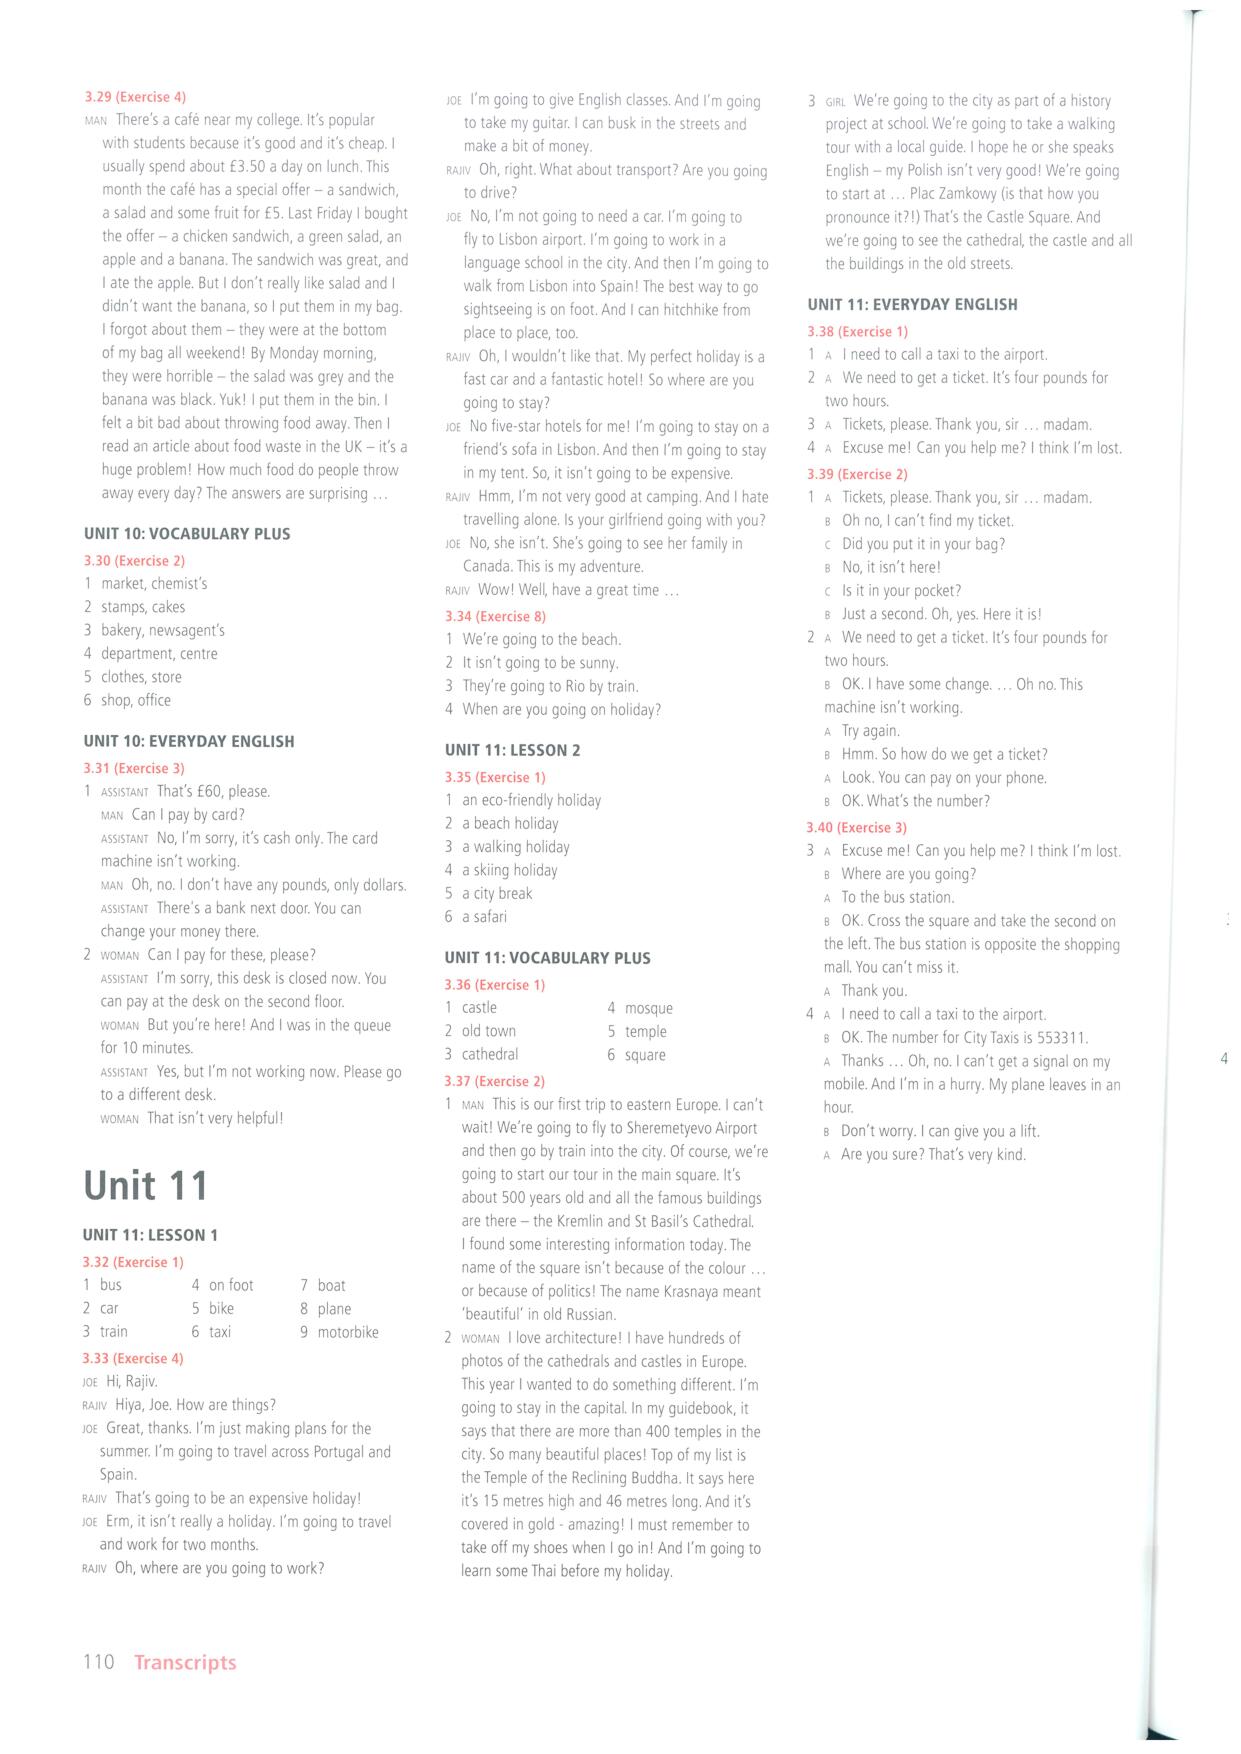 3.29 (Exercise 4)
MAN There's a café near my college. It's popular
with students because it's good and it's cheap. I
usually spend about £3.50 a day on lunch. This
month the café has a special offer – a sandwich,
a salad and some fruit for £5. Last Friday I bought
the offer – a chicken sandwich, a green salad, an
apple and a banana. The sandwich was great, and
I ate the apple. But I don't really like salad and I
didn't want the banana, so I put them in my bag.
I forgot about them – they were at the bottom
of my bag all weekend! By Monday morning,
they were horrible – the salad was grey and the
banana was black. Yuk! I put them in the bin. I
felt a bit bad about throwing food away. Then I
read an article about food waste in the UK – it's a
huge problem! How much food do people throw
away every day? The answers are surprising …
UNIT 10: VOCABULARY PLUS
3.30 (Exercise 2)
1 market, chemist's
2 stamps, cakes
3 bakery, newsagent's
4 department, centre
5 clothes, store
6 shop, office
UNIT 10: EVERYDAY ENGLISH
3.31 (Exercise 3)
1 ASSISTANT That's £60, please.
MAN Can I pay by card?
ASSISTANT No, I'm sorry, it's cash only. The card
machine isn't working.
MAN Oh, no. I don't have any pounds, only dollars.
ASSISTANT There's a bank next door. You can
change your money there.
2 WOMAN Can I pay for these, please?
ASSISTANT I'm sorry, this desk is closed now. You
can pay at the desk on the second floor.
WOMAN But you're here! And I was in the queue
for 10 minutes.
ASSISTANT Yes, but I'm not working now. Please go
to a different desk.
WOMAN That isn't very helpful!
Unit 11
UNIT 11: LESSON 1
3.32 (Exercise 1)
1 bus 4 on foot 7 boat
2 car 5 bike 8 plane
3 train 6 taxi 9 motorbike
3.33 (Exercise 4)
JOE Hi, Rajiv.
RAJIV Hiya, Joe. How are things?
JOE Great, thanks. I'm just making plans for the
summer. I'm going to travel across Portugal and
Spain.
RAJIV That's going to be an expensive holiday!
JOE Erm, it isn't really a holiday. I'm going to travel
and work for two months.
RAJIV Oh, where are you going to work?
JOE I'm going to give English classes. And I'm going
to take my guitar. I can busk in the streets and
make a bit of money.
RAJIV Oh, right. What about transport? Are you going
to drive?
JOE No, I'm not going to need a car. I'm going to
fly to Lisbon airport. I'm going to work in a
language school in the city. And then I'm going to
walk from Lisbon into Spain! The best way to go
sightseeing is on foot. And I can hitchhike from
place to place, too.
RAJIV Oh, I wouldn't like that. My perfect holiday is a
fast car and a fantastic hotel! So where are you
going to stay?
JOE No five-star hotels for me! I'm going to stay on a
friend's sofa in Lisbon. And then I'm going to stay
in my tent. So, it isn't going to be expensive.
RAJIV Hmm, I'm not very good at camping. And I hate
travelling alone. Is your girlfriend going with you?
JOE No, she isn't. She's going to see her family in
Canada. This is my adventure.
RAJIV Wow! Well, have a great time …
3.34 (Exercise 8)
1 We're going to the beach.
2 It isn't going to be sunny.
3 They're going to Rio by train.
4 When are you going on holiday?
UNIT 11: LESSON 2
3.35 (Exercise 1)
1 an eco-friendly holiday
2 a beach holiday
3 a walking holiday
4 a skiing holiday
5 a city break
6 a safari
UNIT 11: VOCABULARY PLUS
3.36 (Exercise 1)
1 castle 4 mosque
2 old town 5 temple
3 cathedral 6 square
3.37 (Exercise 2)
1 MAN This is our first trip to eastern Europe. I can't
wait! We're going to fly to Sheremetyevo Airport
and then go by train into the city. Of course, we're
going to start our tour in the main square. It's
about 500 years old and all the famous buildings
are there – the Kremlin and St Basil's Cathedral.
I found some interesting information today. The
name of the square isn't because of the colour …
or because of politics! The name Krasnaya meant
'beautiful' in old Russian.
2 WOMAN I love architecture! I have hundreds of
photos of the cathedrals and castles in Europe.
This year I wanted to do something different. I'm
going to stay in the capital. In my guidebook, it
says that there are more than 400 temples in the
city. So many beautiful places! Top of my list is
the Temple of the Reclining Buddha. It says here
it's 15 metres high and 46 metres long. And it's
covered in gold - amazing! I must remember to
take off my shoes when I go in! And I'm going to
learn some Thai before my holiday.
3 GIRL We're going to the city as part of a history
project at school. We're going to take a walking
tour with a local guide. I hope he or she speaks
English – my Polish isn't very good! We're going
to start at … Plac Zamkowy (is that how you
pronounce it?!) That's the Castle Square. And
we're going to see the cathedral, the castle and all
the buildings in the old streets.
UNIT 11: EVERYDAY ENGLISH
3.38 (Exercise 1)
1 A I need to call a taxi to the airport.
2 A We need to get a ticket. It's four pounds for
two hours.
3 A Tickets, please. Thank you, sir … madam.
4 A Excuse me! Can you help me? I think I'm lost.
3.39 (Exercise 2)
1 A Tickets, please. Thank you, sir … madam.
B Oh no, I can't find my ticket.
C Did you put it in your bag?
B No, it isn't here!
C Is it in your pocket?
B Just a second. Oh, yes. Here it is!
2 A We need to get a ticket. It's four pounds for
two hours.
B OK. I have some change. … Oh no. This
machine isn't working.
A Try again.
B Hmm. So how do we get a ticket?
A Look. You can pay on your phone.
B OK. What's the number?
3.40 (Exercise 3)
3 A Excuse me! Can you help me? I think I'm lost.
B Where are you going?
A To the bus station.
B OK. Cross the square and take the second on
the left. The bus station is opposite the shopping
mall. You can't miss it.
A Thank you.
4 A I need to call a taxi to the airport.
B OK. The number for City Taxis is 553311.
A Thanks … Oh, no. I can't get a signal on my
mobile. And I'm in a hurry. My plane leaves in an
hour.
B Don't worry. I can give you a lift.
A Are you sure? That's very kind.
4
110 Transcripts